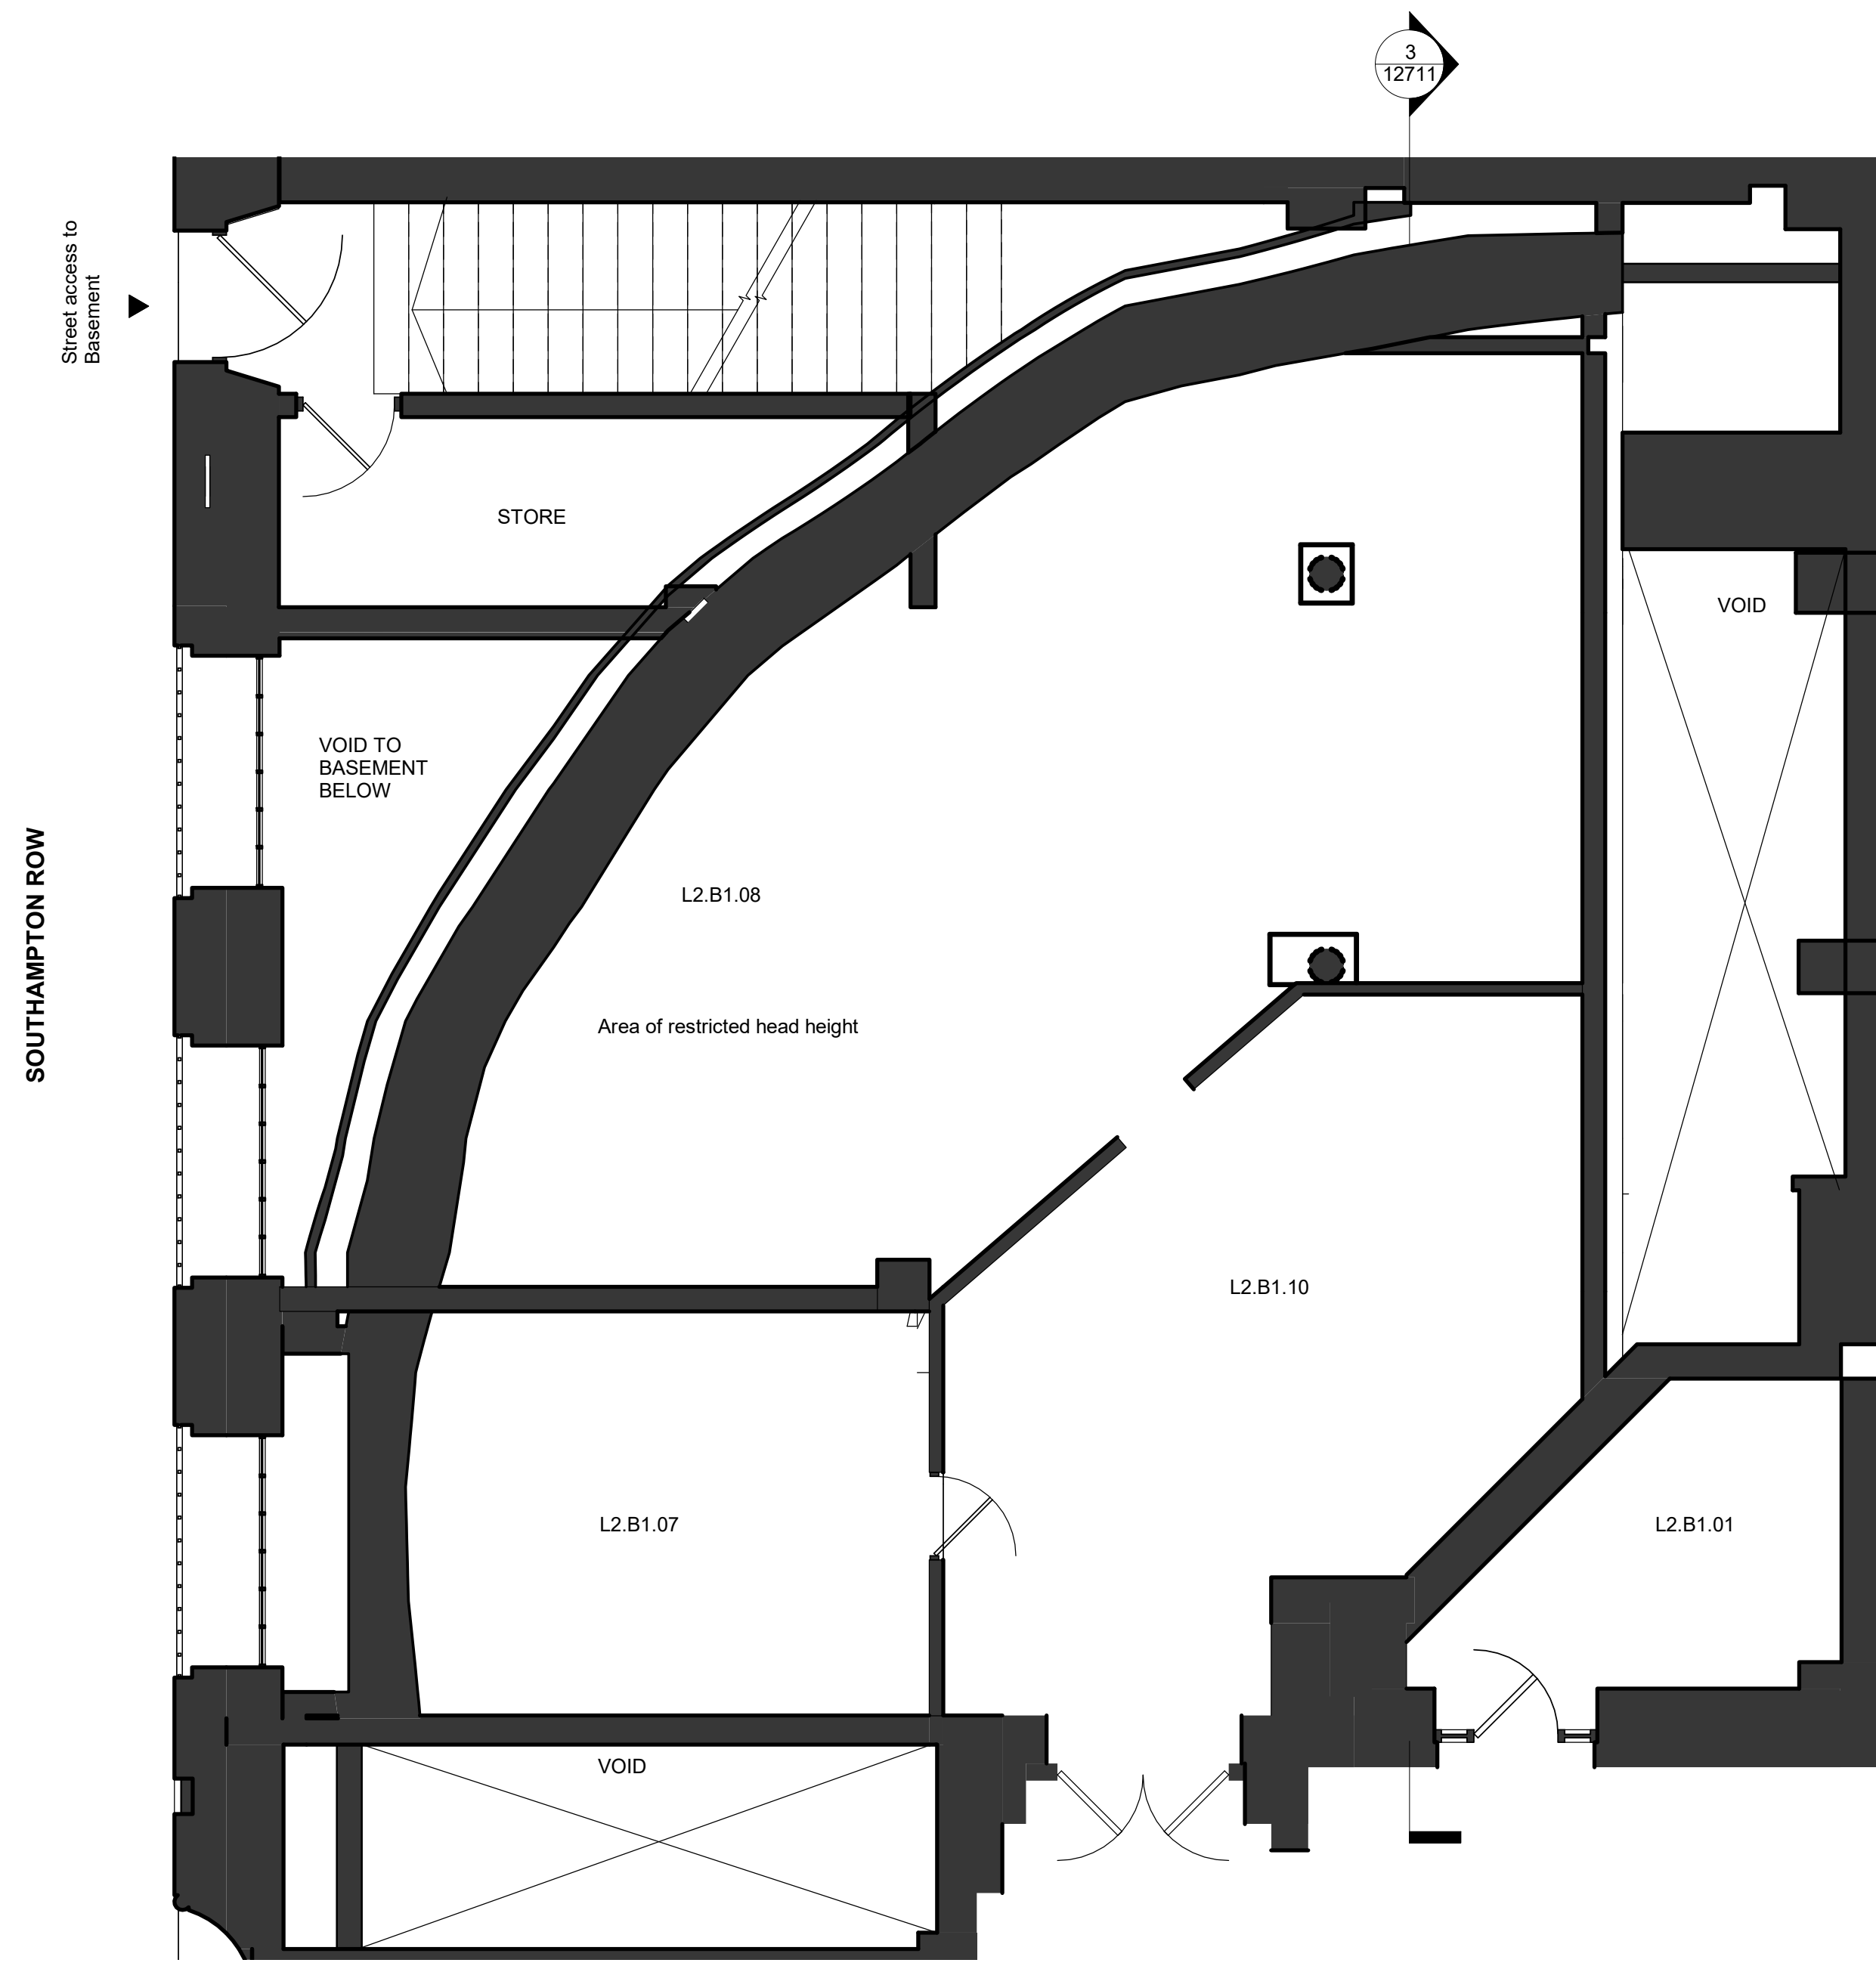 3
12711
Street access to
Basement
STORE
VOID
VOID TO
BASEMENT
BELOW
SOUTHAMPTON ROW
L2.B1.08
Area of restricted head height
L2.B1.10
L2.B1.07
L2.B1.01
VOID